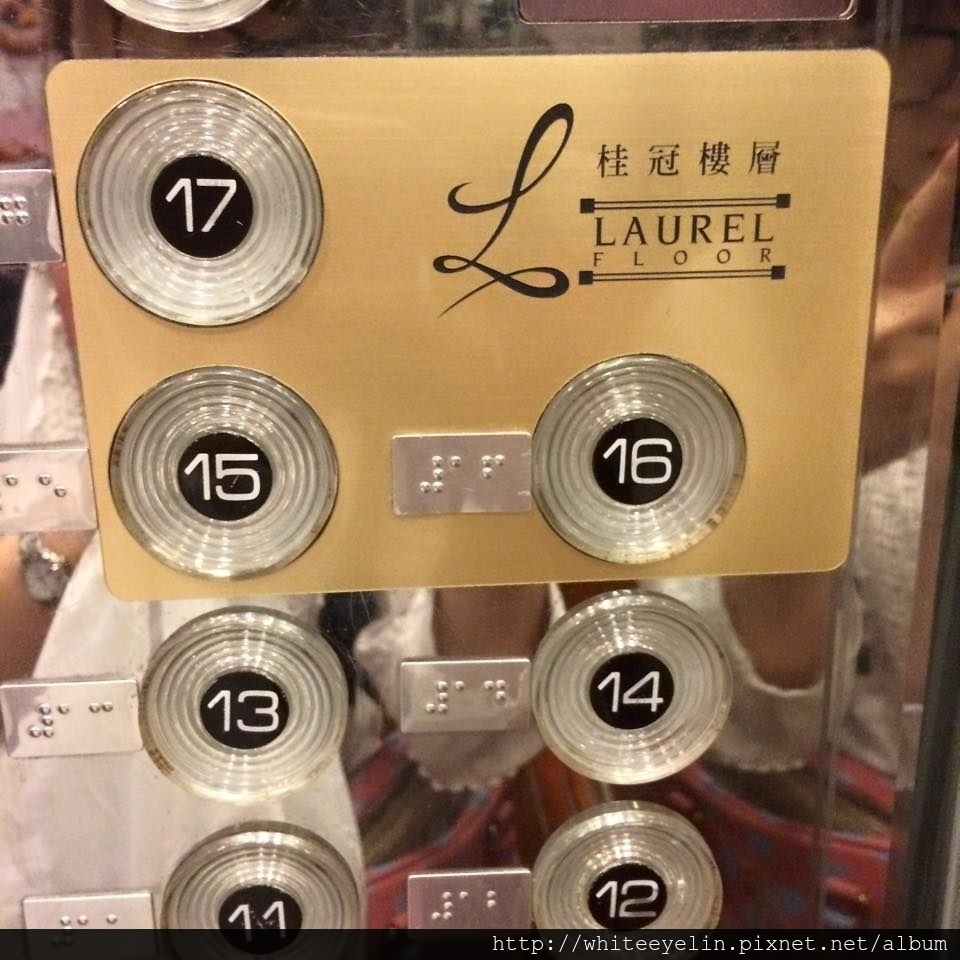 17
桂冠樓層
LAUREL
FLOOR
15
16
13
14
11
12
http://whiteeyelin.pixnet.net/album